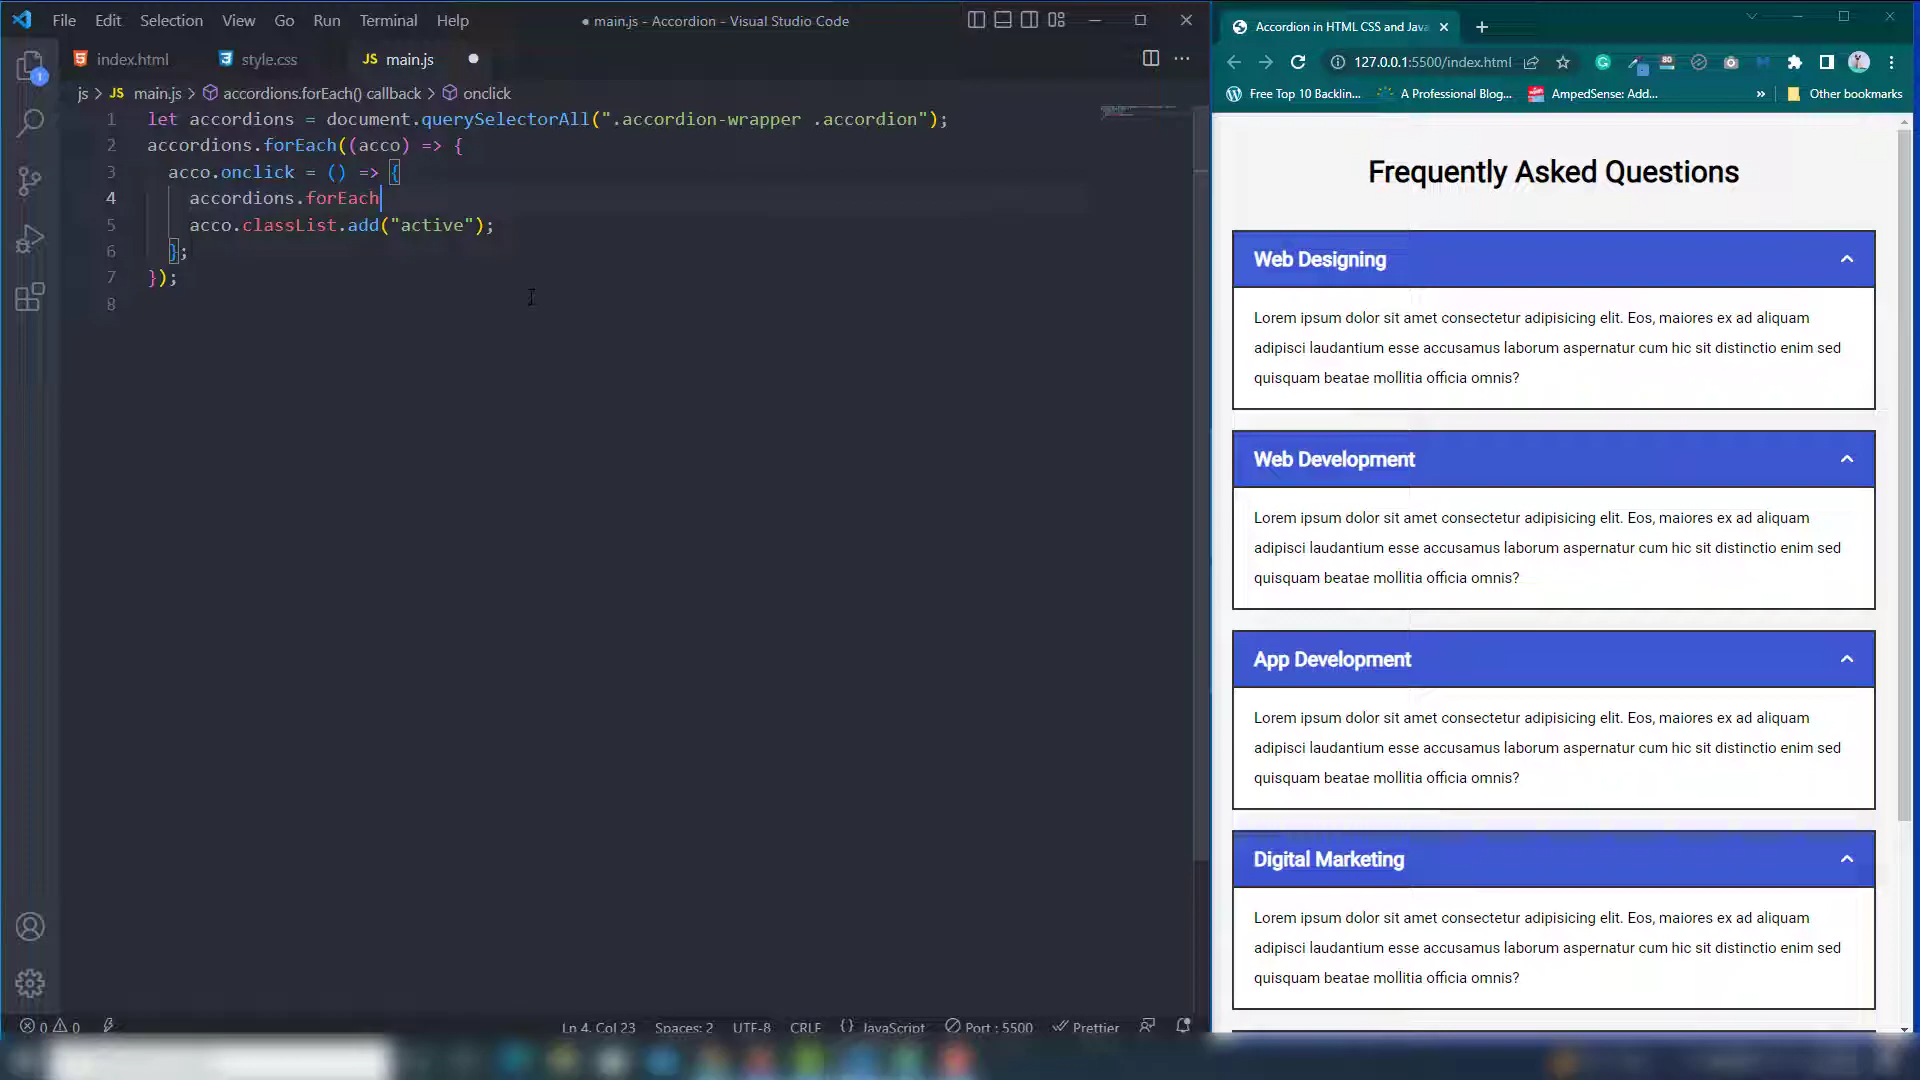 File Edit Selection View Go Run Terminal Help
● main.js - Accordion - Visual Studio Code
index.html style.css JS main.js
js > JS main.js > accordions.forEach() callback > onclick
1 let accordions = document.querySelectorAll(".accordion-wrapper .accordion");
2 accordions.forEach((acco) => {
3 acco.onclick = () => {
4 accordions.forEach
5 acco.classList.add("active");
6 };
7 });
8
1
0 0 Ln 4, Col 23 Spaces: 2 UTF-8 CRLF {} JavaScript Port : 5500 Prettier
Accordion in HTML CSS and Java
127.0.0.1:5500/index.html
80
Free Top 10 Backlin... A Professional Blog... AmpedSense: Add... » Other bookmarks
Frequently Asked Questions
Web Designing
Lorem ipsum dolor sit amet consectetur adipisicing elit. Eos, maiores ex ad aliquam
adipisci laudantium esse accusamus laborum aspernatur cum hic sit distinctio enim sed
quisquam beatae mollitia officia omnis?
Web Development
Lorem ipsum dolor sit amet consectetur adipisicing elit. Eos, maiores ex ad aliquam
adipisci laudantium esse accusamus laborum aspernatur cum hic sit distinctio enim sed
quisquam beatae mollitia officia omnis?
App Development
Lorem ipsum dolor sit amet consectetur adipisicing elit. Eos, maiores ex ad aliquam
adipisci laudantium esse accusamus laborum aspernatur cum hic sit distinctio enim sed
quisquam beatae mollitia officia omnis?
Digital Marketing
Lorem ipsum dolor sit amet consectetur adipisicing elit. Eos, maiores ex ad aliquam
adipisci laudantium esse accusamus laborum aspernatur cum hic sit distinctio enim sed
quisquam beatae mollitia officia omnis?